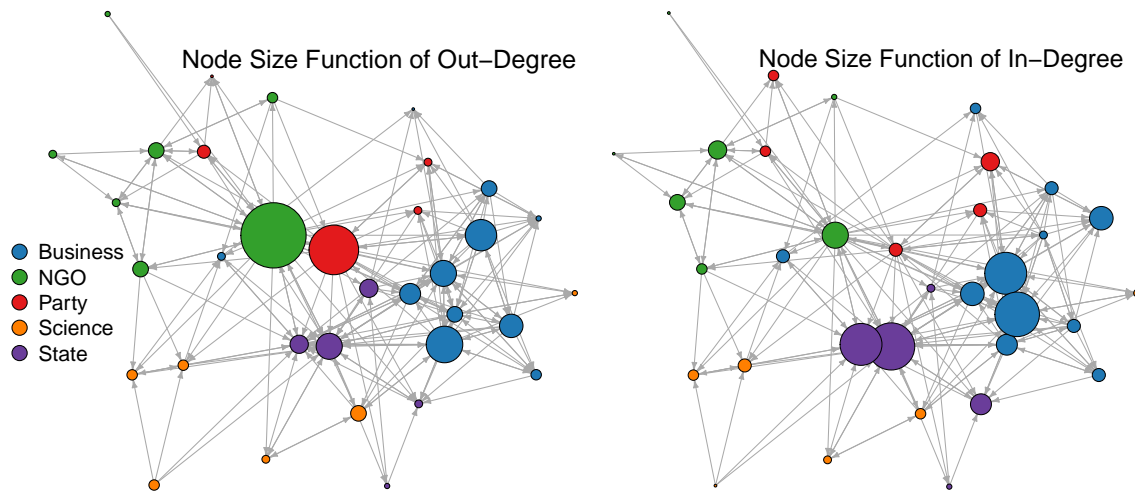 Node Size Function of Out−Degree
Node Size Function of In−Degree
Business
NGO
Party
Science
State